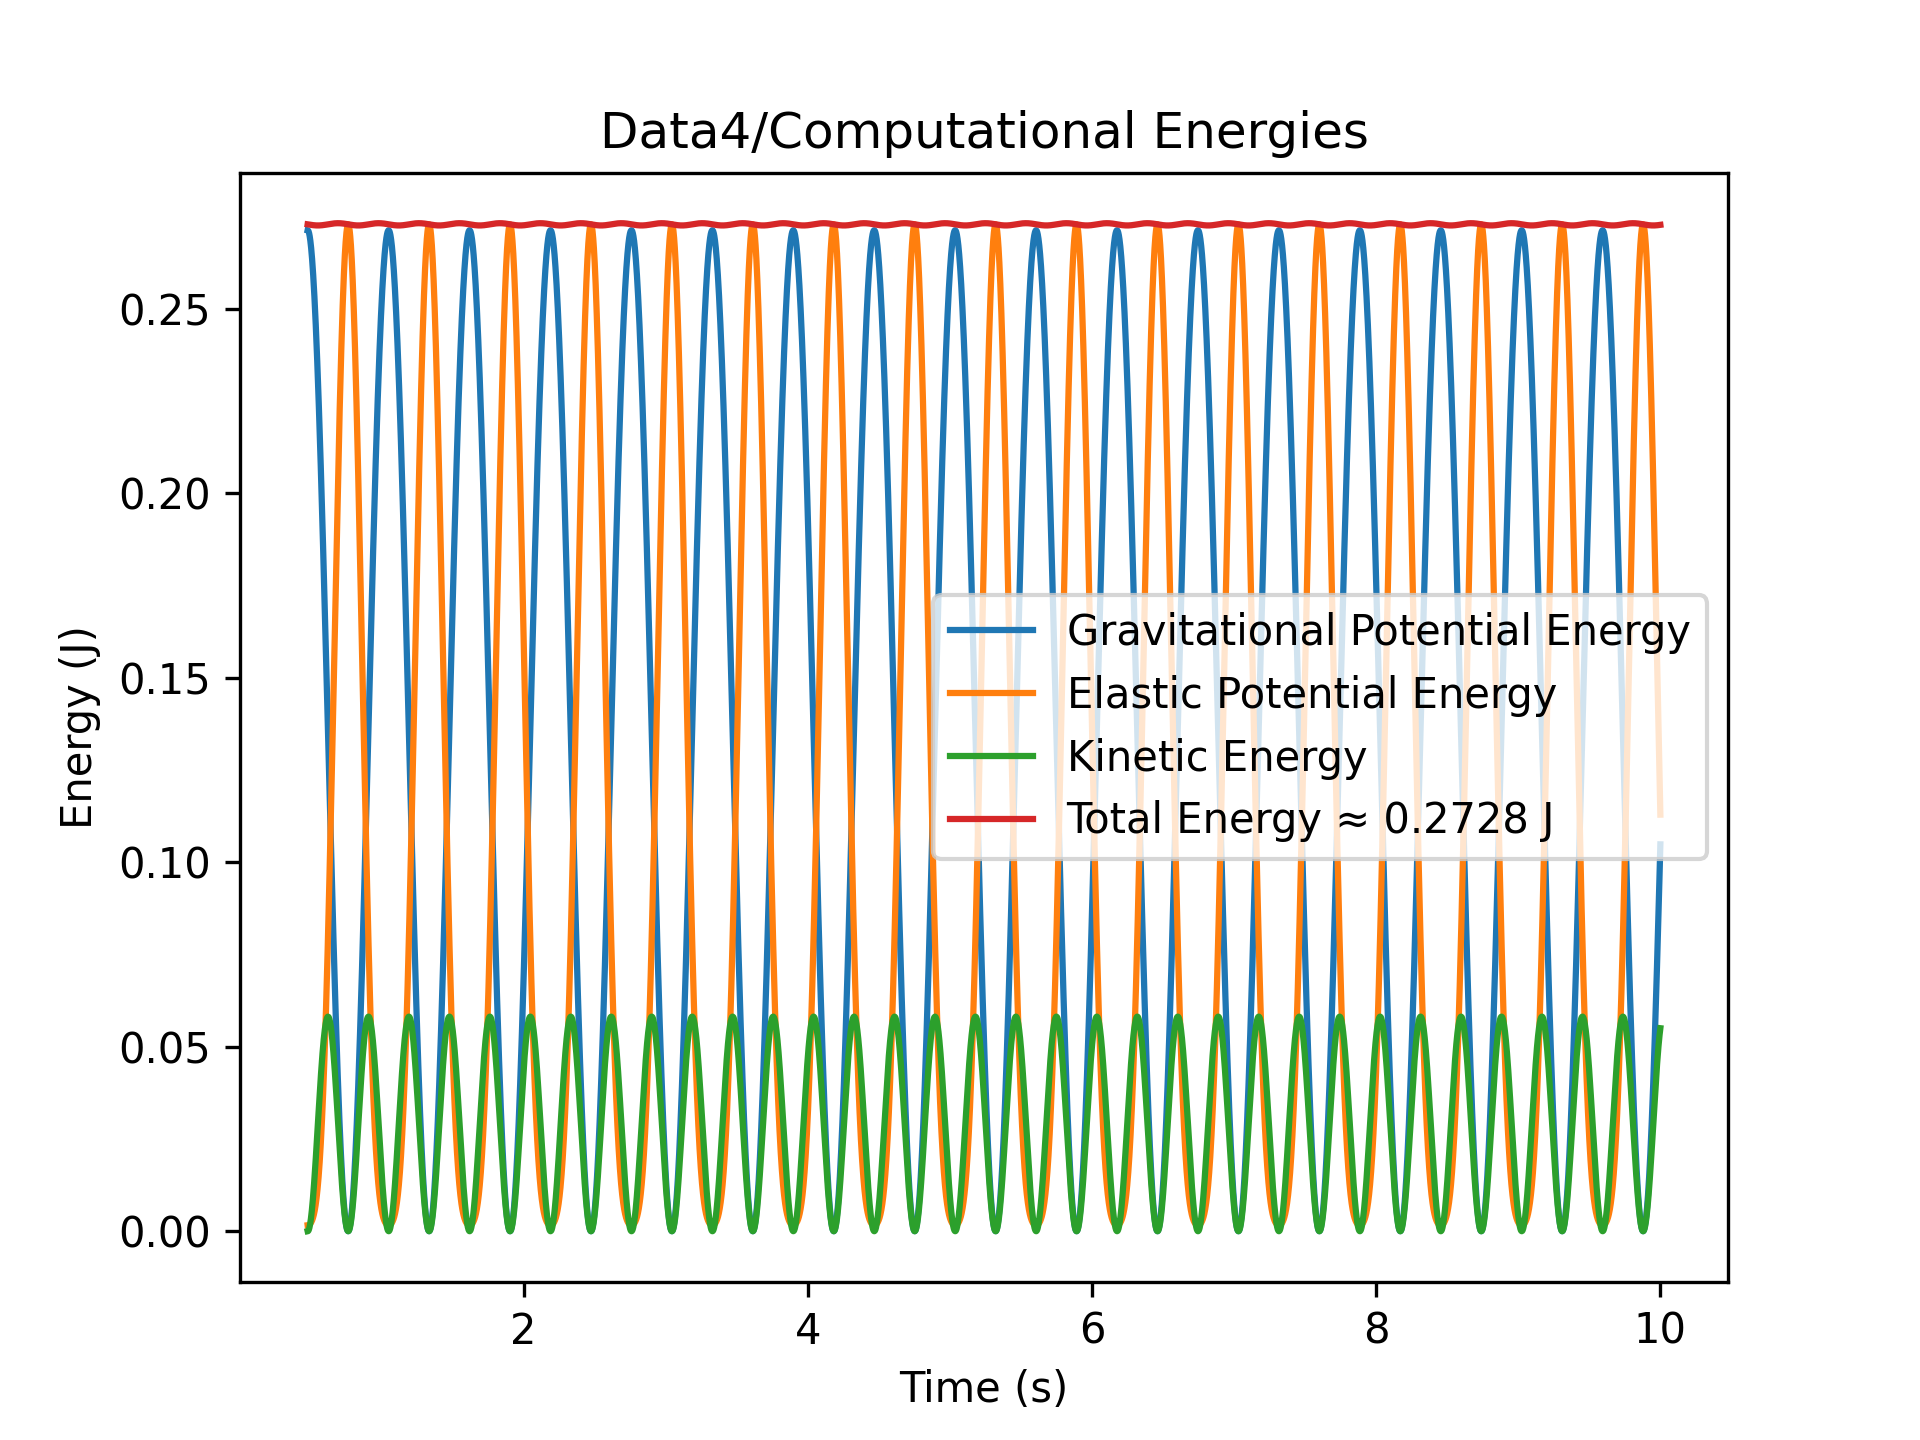 Data4/Computational Energies
Energy (J)
0.25
0.20
0.15
0.10
0.05
0.00
Gravitational Potential Energy
Elastic Potential Energy
Kinetic Energy
Total Energy ≈ 0.2728 J
2
4
6
8
10
Time (s)